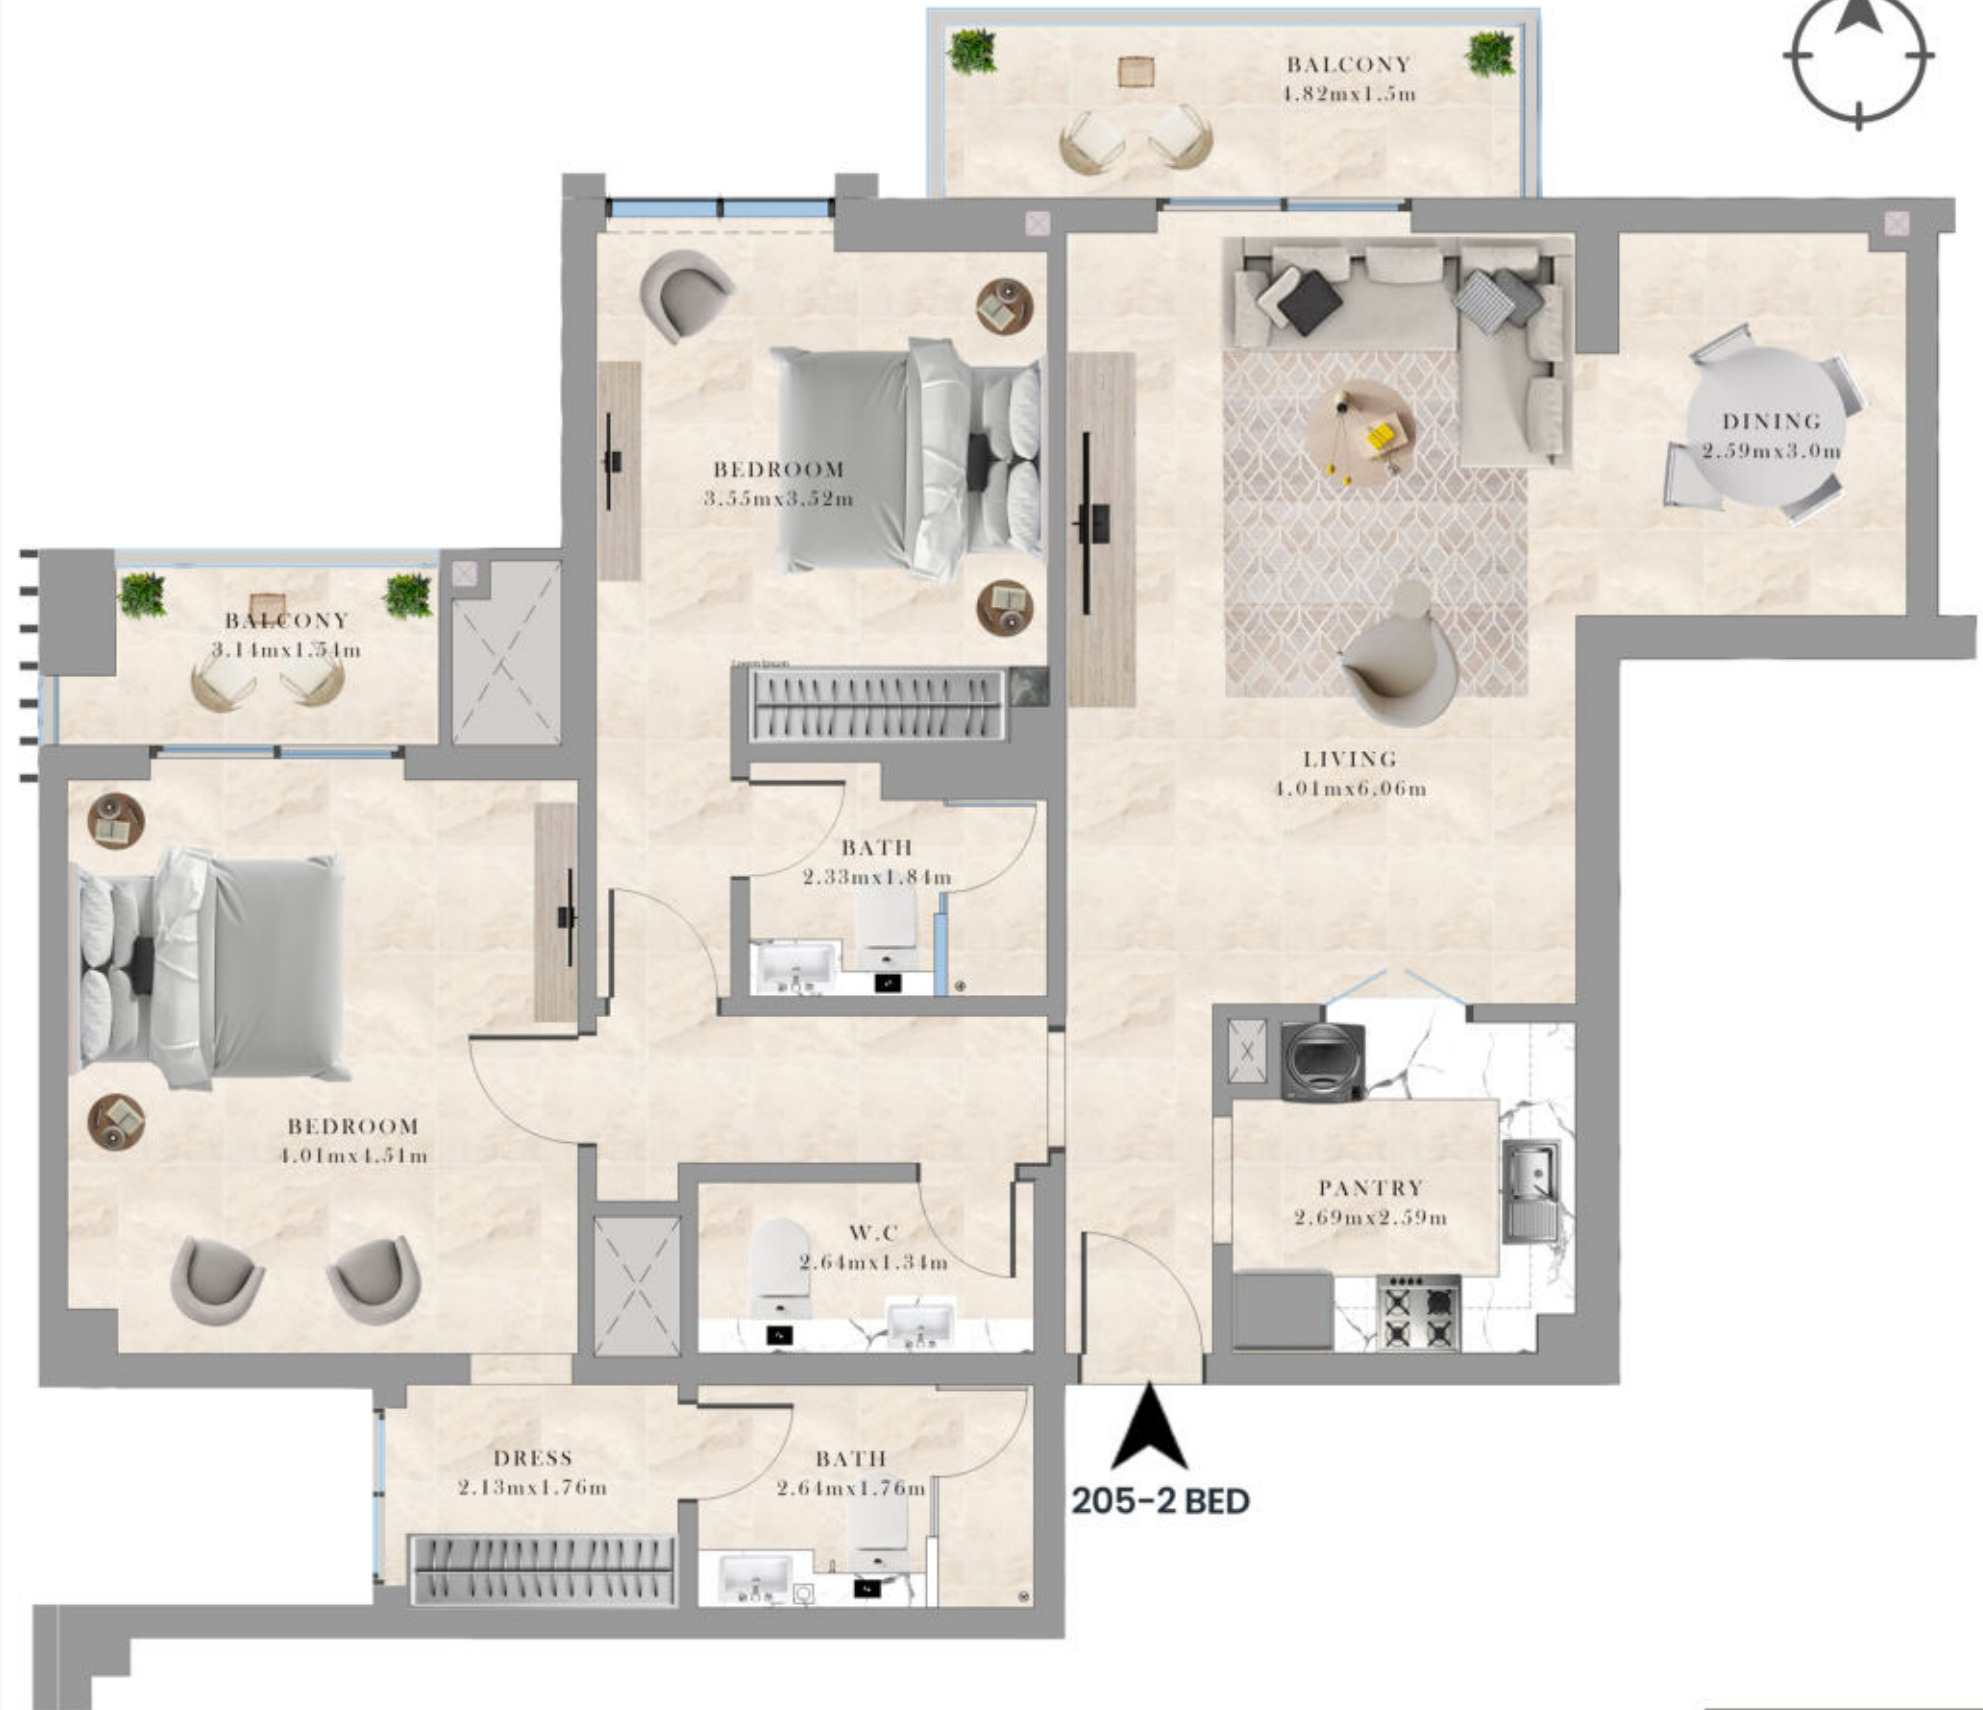 BALCONY
4.82mx1.5m
DINING
2.59mx3.0m
BEDROOM
3.55mx3.52m
BALCONY
3.14mx1.54m
Lorem Ipsum
LIVING
4.01mx6.06m
BATH
2.33mx1.84m
BEDROOM
4.01mx4.51m
PANTRY
2.69mx2.59m
W.C
2.64mx1.34m
DRESS
2.13mx1.76m
BATH
2.64mx1.76m
205-2 BED